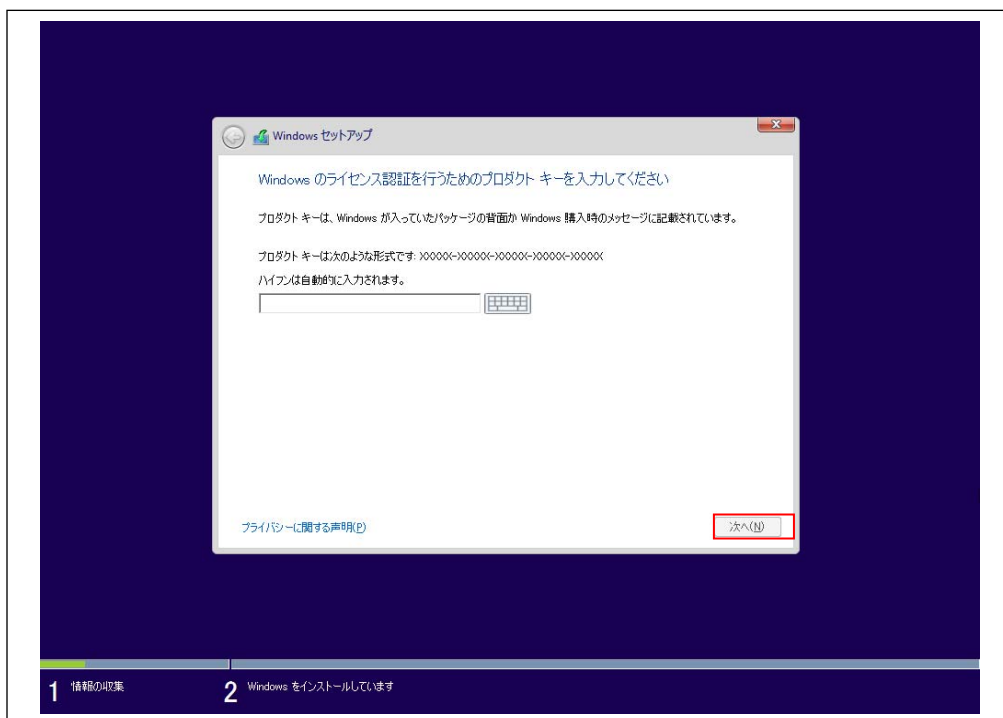 Windows セットアップ
Windows のライセンス認証を行うためのプロダクト キーを入力してください
プロダクト キーは、Windows が入っていたパッケージの背面か Windows 購入時のメッセージに記載されています。
プロダクト キーは次のような形式です: XXXXX-XXXXX-XXXXX-XXXXX-XXXXX
ハイフンは自動的に入力されます。
プライバシーに関する声明(P)
次へ(N)
1 情報の収集
2 Windows をインストールしています